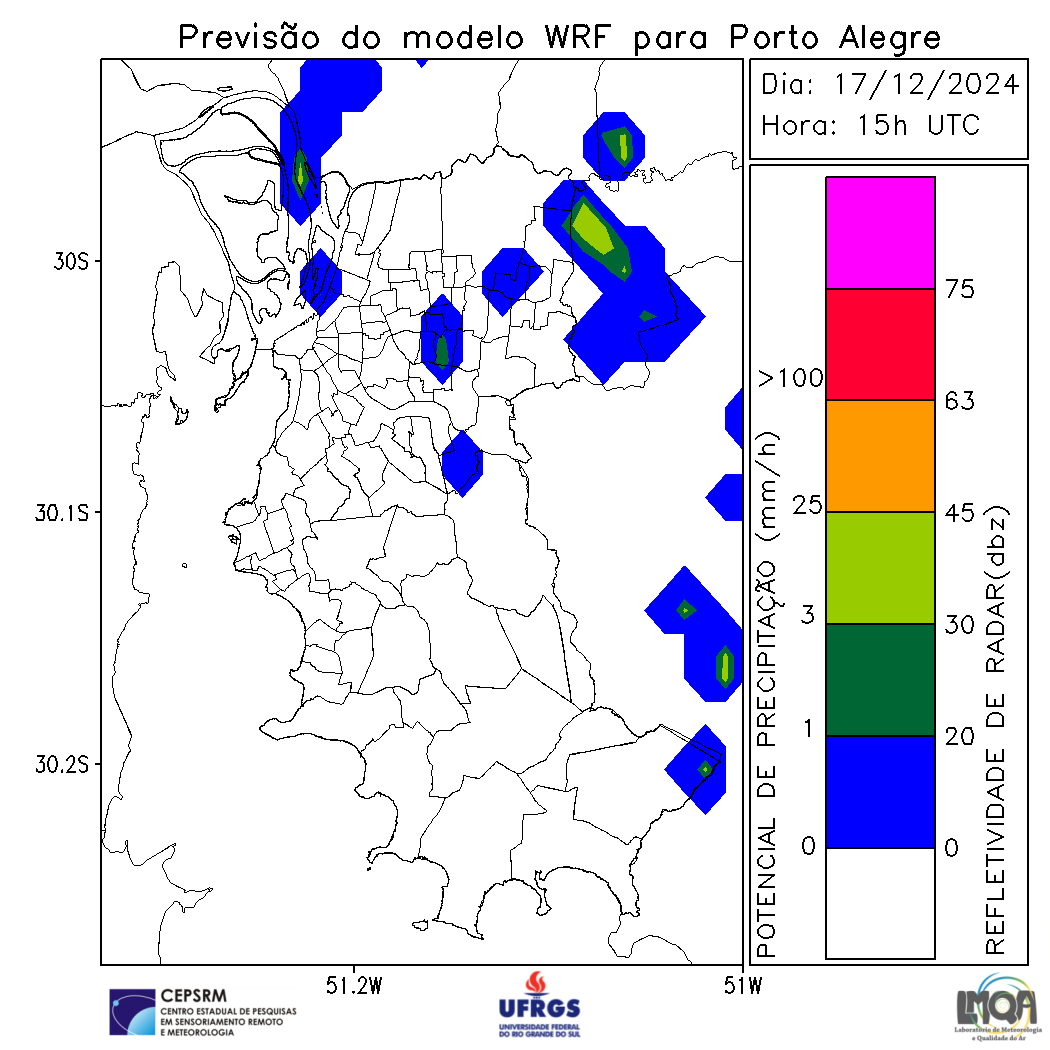 Previsão do modelo WRF para Porto Alegre
Dia: 17/12/2024
Hora: 15h UTC
30S
30.1S
30.2S
51.2W
51W
POTENCIAL DE PRECIPITAÇÃO (mm/h)
>100
25
3
1
0
75
63
45
30
20
0
REFLETIVIDADE DE RADAR(dbz)
CEPSRM
CENTRO ESTADUAL DE PESQUISAS
EM SENSORIAMENTO REMOTO
E METEOROLOGIA
UFRGS
UNIVERSIDADE FEDERAL
DO RIO GRANDE DO SUL
LMQA
Laboratório de Meteorologia
e Qualidade do Ar